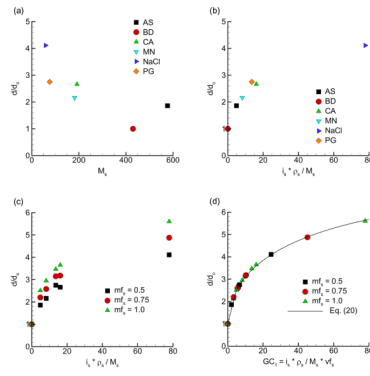 (a)
5
4
3
2
1
0
d/d₀
0
200
400
600
Mₛ
AS
BD
CA
MN
NaCl
PG
(b)
5
4
3
2
1
0
d/d₀
0
20
40
60
80
iₛ * ρₛ / Mₛ
AS
BD
CA
MN
NaCl
PG
(c)
6
5
4
3
2
1
0
d/d₀
0
20
40
60
80
iₛ * ρₛ / Mₛ
mfₛ = 0.5
mfₛ = 0.75
mfₛ = 1.0
(d)
6
5
4
3
2
1
0
d/d₀
0
20
40
60
80
GC₁ = iₛ * ρₛ / Mₛ * vfₛ
mfₛ = 0.5
mfₛ = 0.75
mfₛ = 1.0
Eq. (20)